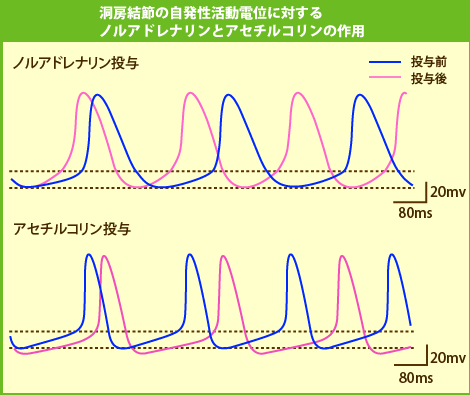 洞房結節の自発性活動電位に対する
ノルアドレナリンとアセチルコリンの作用
ノルアドレナリン投与
投与前
投与後
20mv
80ms
アセチルコリン投与
20mv
80ms